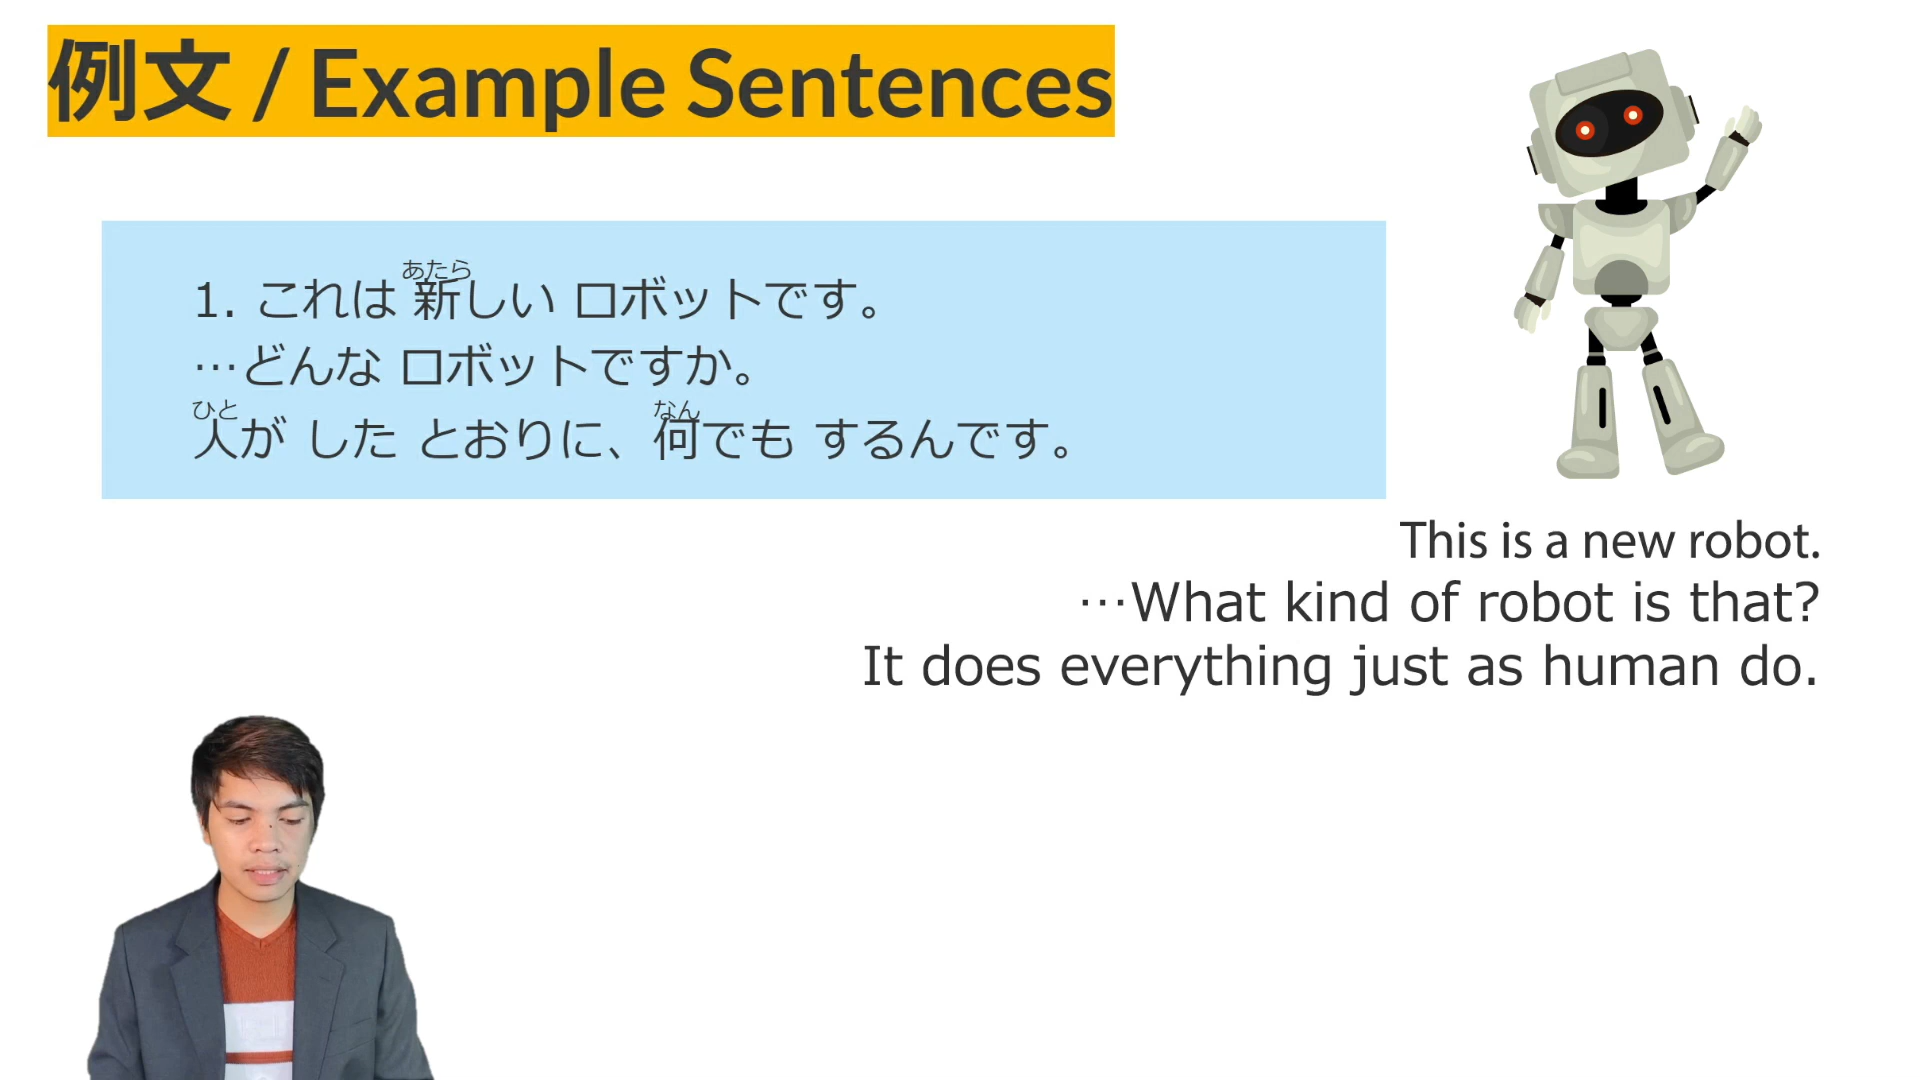 例文 / Example Sentences
あたら
1. これは 新しい ロボットです。
…どんな ロボットですか。
ひと なん
人が した とおりに、何でも するんです。
This is a new robot.
…What kind of robot is that?
It does everything just as human do.